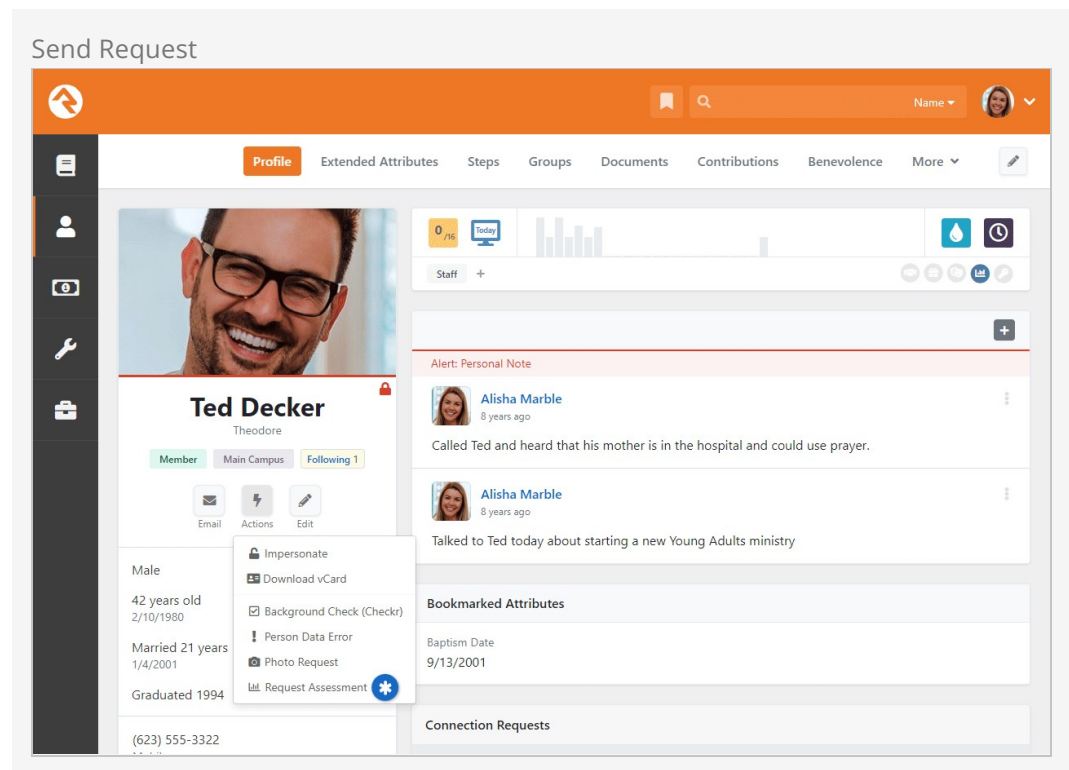 Send Request
Name
Profile Extended Attributes Steps Groups Documents Contributions Benevolence More
0 /16 Today
Staff +
Alert: Personal Note
Alisha Marble
8 years ago
Called Ted and heard that his mother is in the hospital and could use prayer.
Alisha Marble
8 years ago
Talked to Ted today about starting a new Young Adults ministry
Bookmarked Attributes
Baptism Date
9/13/2001
Connection Requests
Ted Decker
Theodore
Member Main Campus Following 1
Email Actions Edit
Impersonate
Download vCard
Background Check (Checkr)
Person Data Error
Photo Request
Request Assessment
Male
42 years old
2/10/1980
Married 21 years
1/4/2001
Graduated 1994
(623) 555-3322